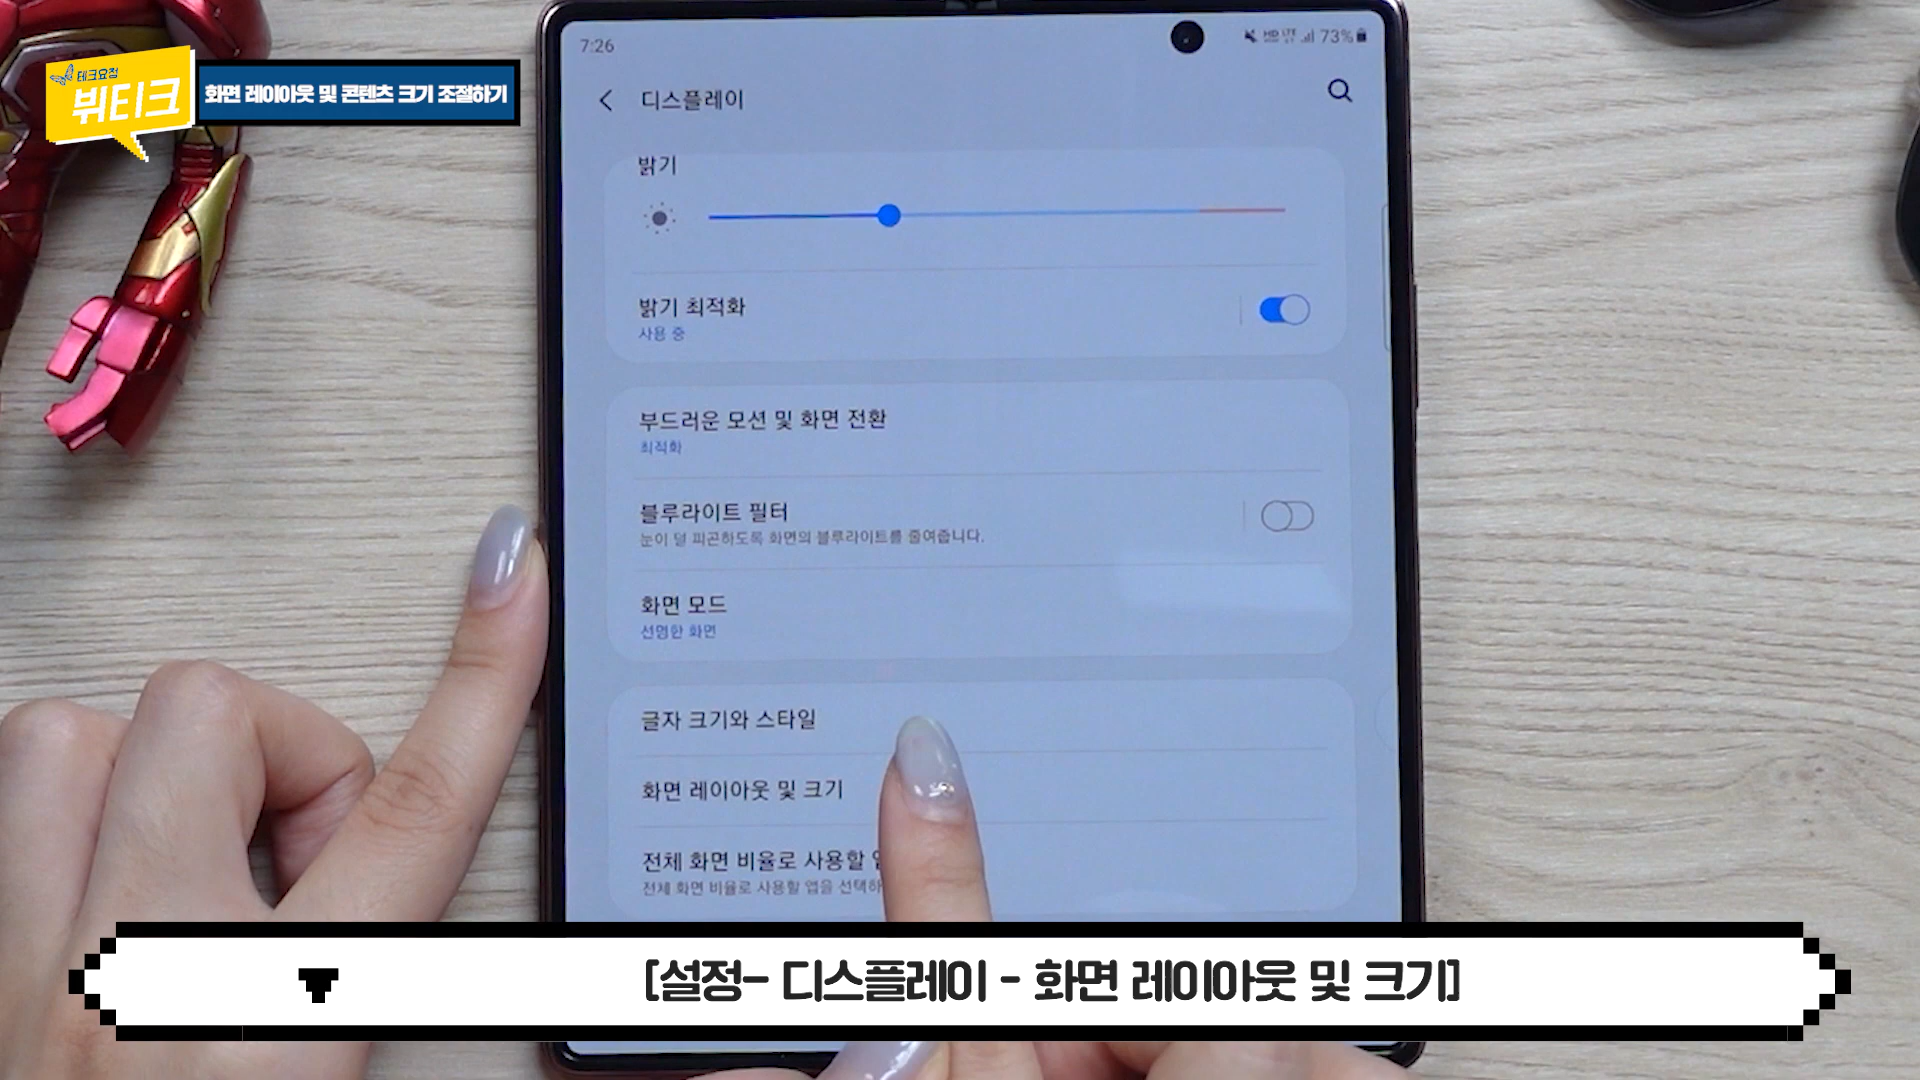 테크요정
뷔티크
화면 레이아웃 및 콘텐츠 크기 조절하기
7:26
73%
디스플레이
밝기
밝기 최적화
사용 중
부드러운 모션 및 화면 전환
최적화
블루라이트 필터
눈이 덜 피곤하도록 화면의 블루라이트를 줄여줍니다.
화면 모드
선명한 화면
글자 크기와 스타일
화면 레이아웃 및 크기
전체 화면 비율로 사용할
전체 화면 비율로 사용할 앱을 선택하
[설정- 디스플레이 - 화면 레이아웃 및 크기]